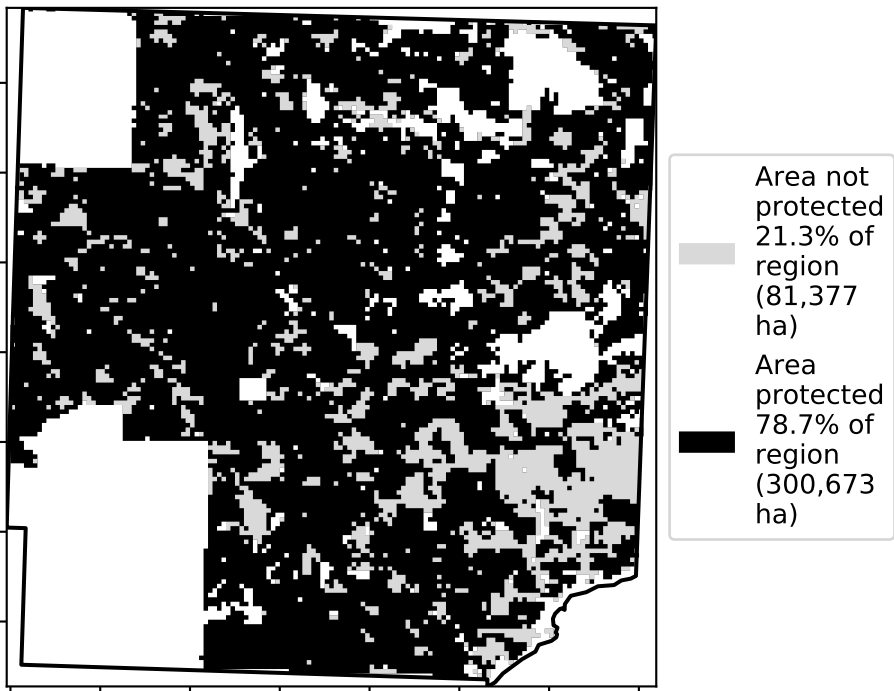 Area not
protected
21.3% of
region
(81,377
ha)
Area
protected
78.7% of
region
(300,673
ha)